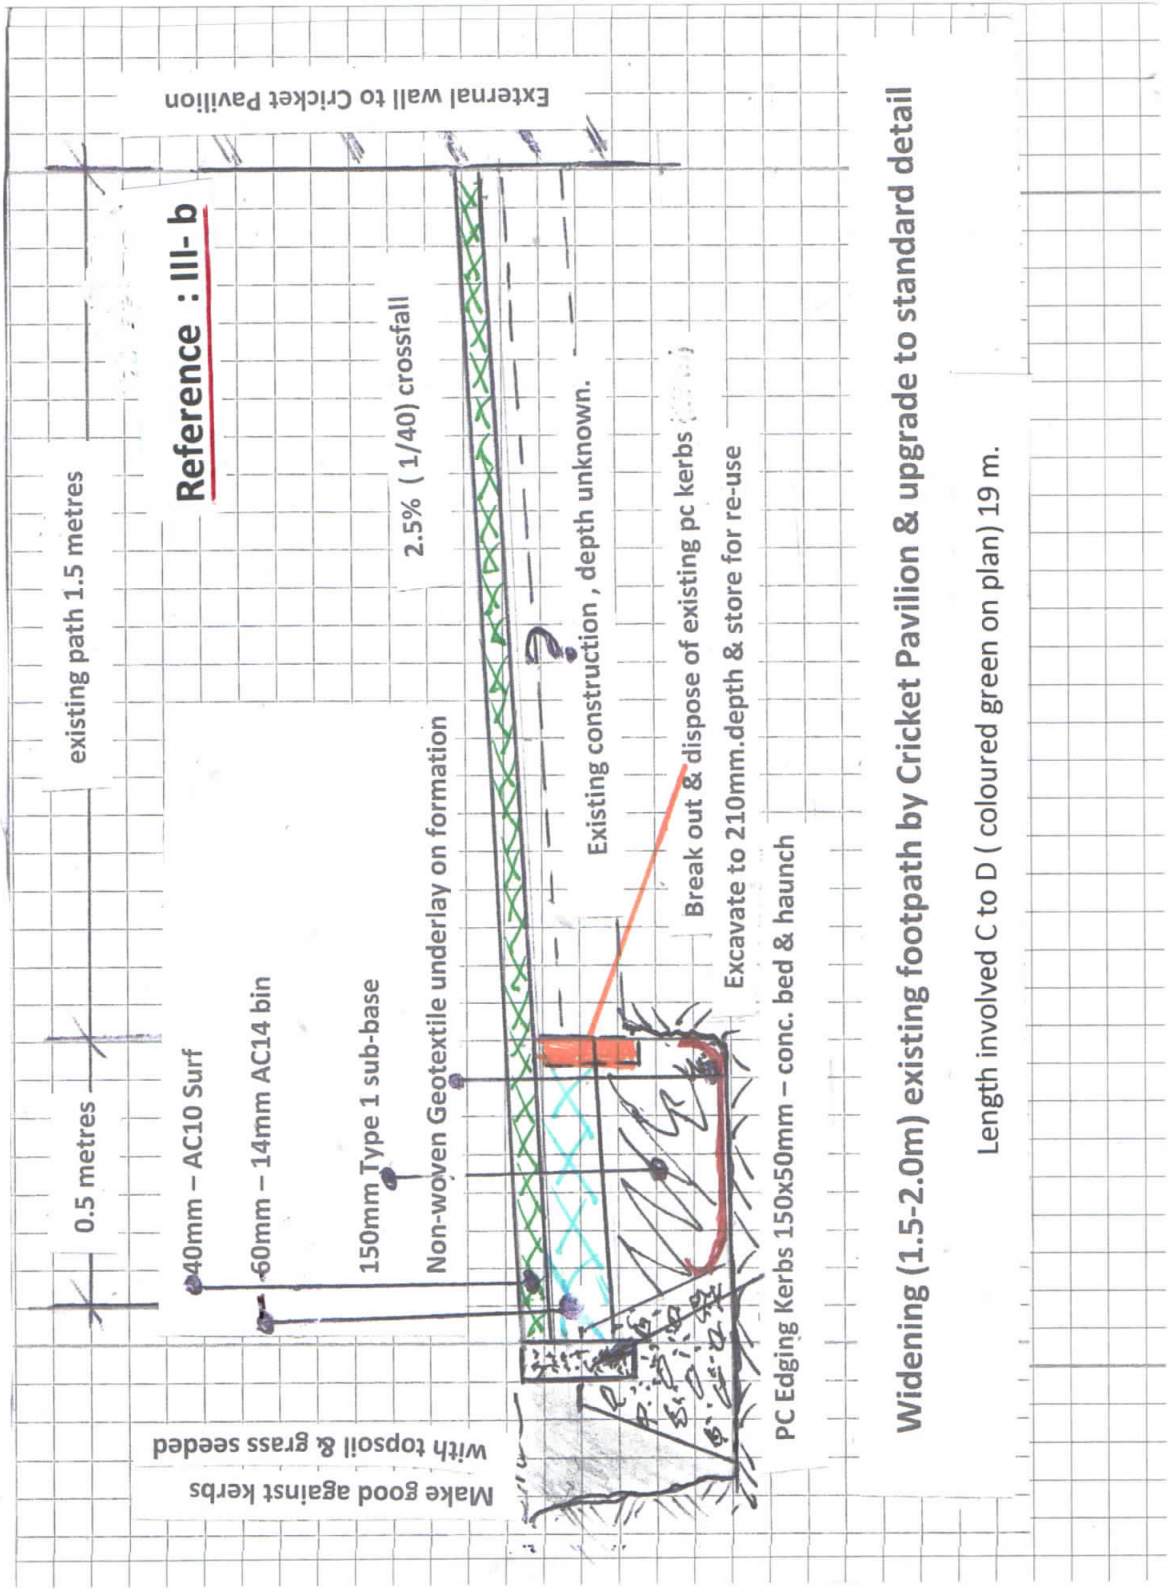 0.5 metres
existing path 1.5 metres
External wall to Cricket Pavilion
Reference : III- b
40mm – AC10 Surf
60mm – 14mm AC14 bin
150mm Type 1 sub-base
Non-woven Geotextile underlay on formation
2.5% ( 1/40) crossfall
Make good against kerbs
with topsoil & grass seeded
?
Existing construction , depth unknown.
Break out & dispose of existing pc kerbs
Excavate to 210mm.depth & store for re-use
PC Edging Kerbs 150x50mm – conc. bed & haunch
Widening (1.5-2.0m) existing footpath by Cricket Pavilion & upgrade to standard detail
Length involved C to D ( coloured green on plan) 19 m.